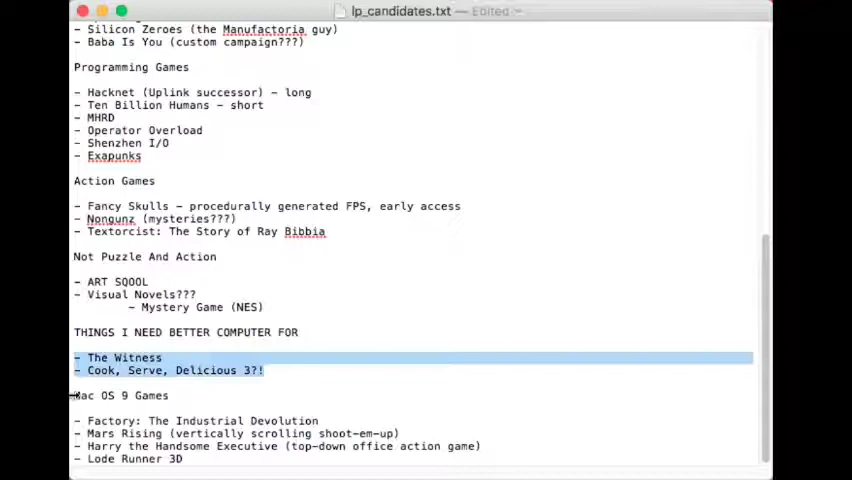 lp_candidates.txt — Edited
- Silicon Zeroes (the Manufactoria guy)
- Baba Is You (custom campaign???)
Programming Games
- Hacknet (Uplink successor) - long
- Ten Billion Humans - short
- MHRD
- Operator Overload
- Shenzhen I/O
- Exapunks
Action Games
- Fancy Skulls - procedurally generated FPS, early access
- Nongunz (mysteries???)
- Textorcist: The Story of Ray Bibbia
Not Puzzle And Action
- ART SQOOL
- Visual Novels???
- Mystery Game (NES)
THINGS I NEED BETTER COMPUTER FOR
- The Witness
- Cook, Serve, Delicious 3?!
Mac OS 9 Games
- Factory: The Industrial Devolution
- Mars Rising (vertically scrolling shoot-em-up)
- Harry the Handsome Executive (top-down office action game)
- Lode Runner 3D